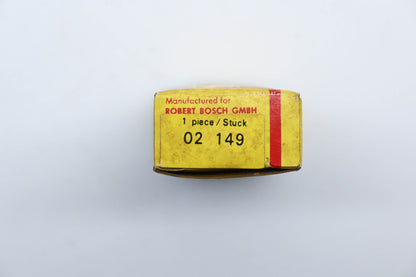 Manufactured for
ROBERT BOSCH GMBH
1 piece/Stuck
02 149